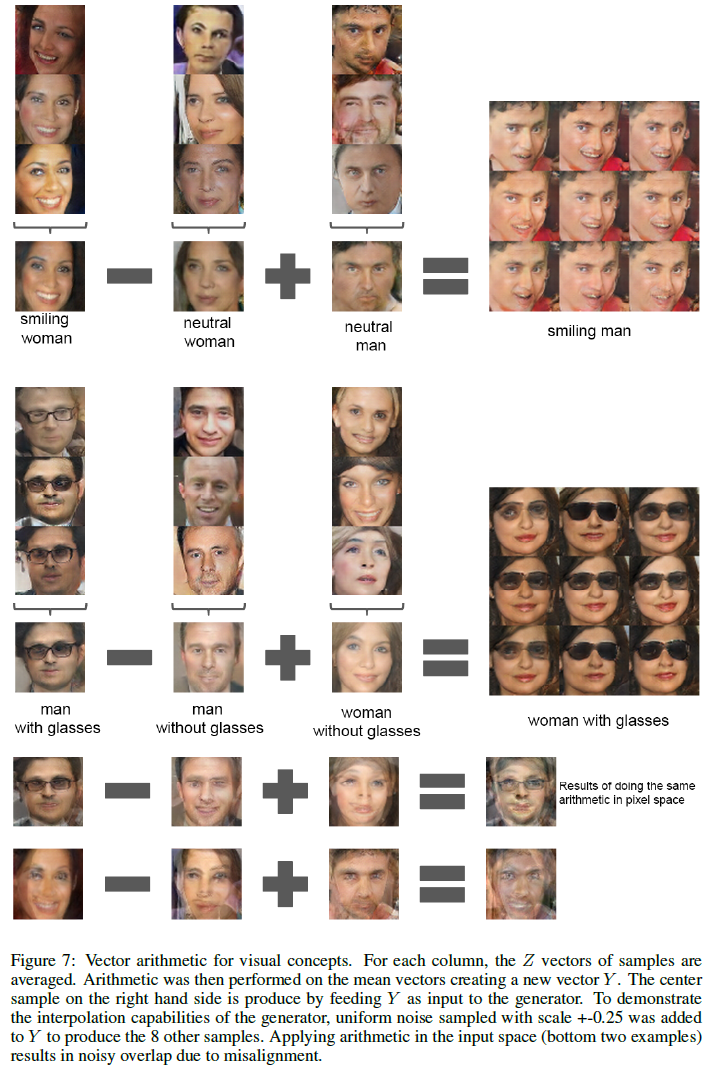 smiling
woman
neutral
woman
neutral
man
smiling man
man
with glasses
man
without glasses
woman
without glasses
woman with glasses
Results of doing the same
arithmetic in pixel space
Figure 7: Vector arithmetic for visual concepts. For each column, the Z vectors of samples are
averaged. Arithmetic was then performed on the mean vectors creating a new vector Y. The center
sample on the right hand side is produce by feeding Y as input to the generator. To demonstrate
the interpolation capabilities of the generator, uniform noise sampled with scale +-0.25 was added
to Y to produce the 8 other samples. Applying arithmetic in the input space (bottom two examples)
results in noisy overlap due to misalignment.